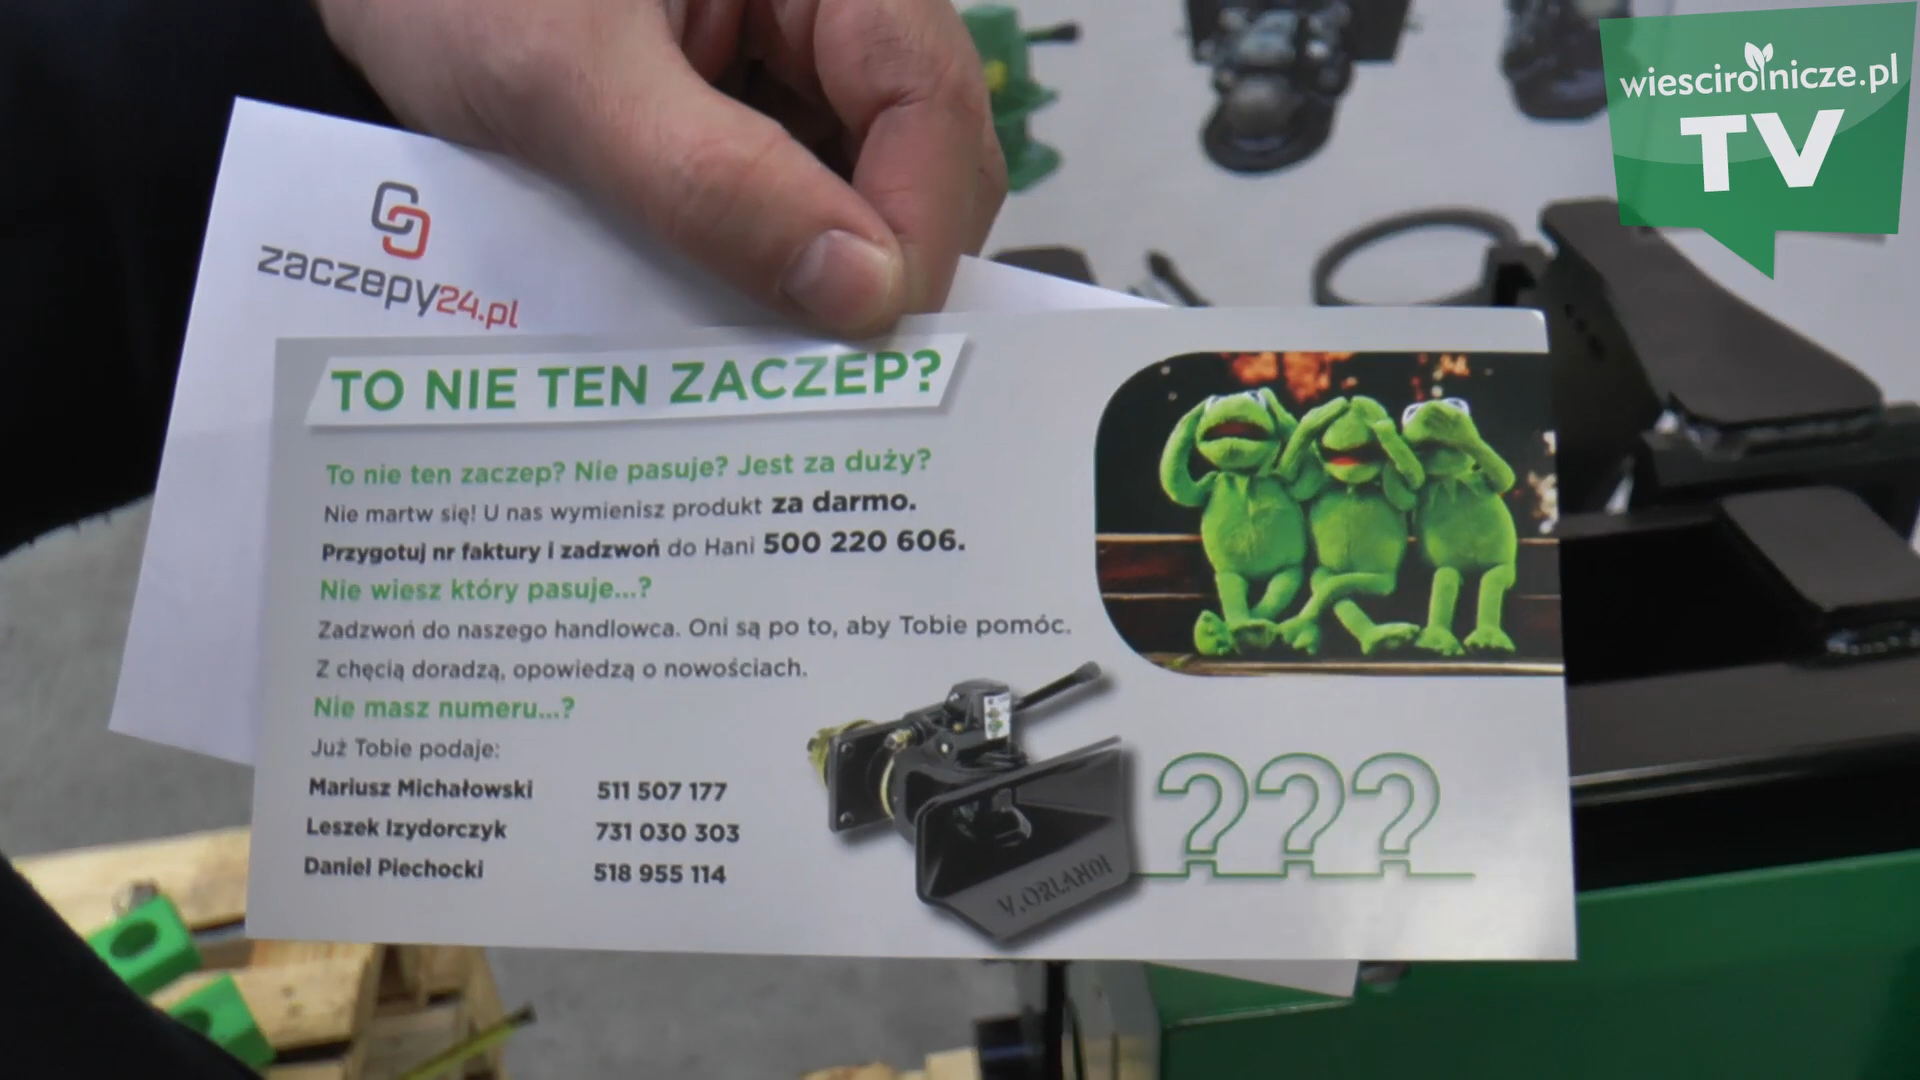 wiescirolnicze.pl
TV
zaczepy24.pl
TO NIE TEN ZACZEP?
To nie ten zaczep? Nie pasuje? Jest za duży?
Nie martw się! U nas wymienisz produkt za darmo.
Przygotuj nr faktury i zadzwoń do Hani 500 220 606.
Nie wiesz który pasuje...?
Zadzwoń do naszego handlowca. Oni są po to, aby Tobie pomóc.
Z chęcią doradzą, opowiedzą o nowościach.
Nie masz numeru...?
Już Tobie podaje:
Mariusz Michałowski 511 507 177
Leszek Izydorczyk 731 030 303
Daniel Piechocki 518 955 114
V.ORLANDI
???